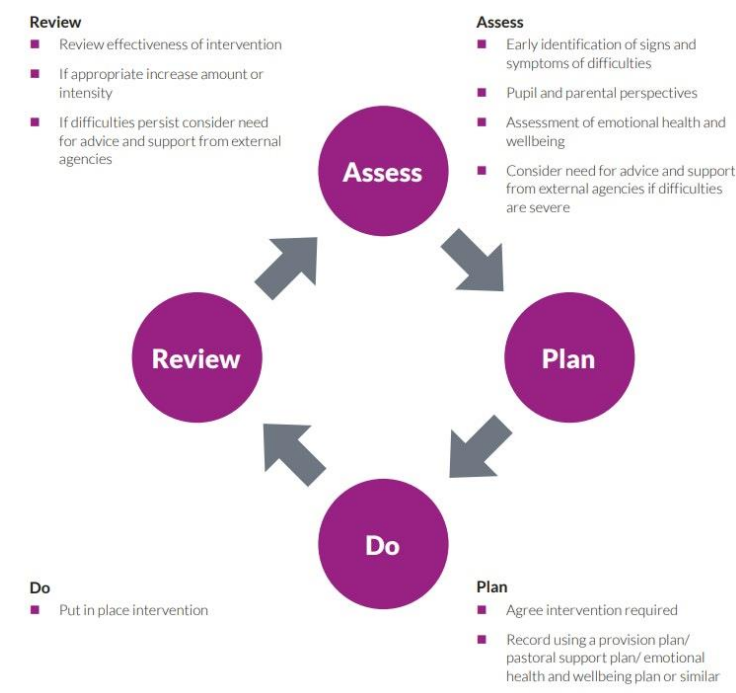 Review
Review effectiveness of intervention
If appropriate increase amount or
intensity
If difficulties persist consider need
for advice and support from external
agencies
Assess
Early identification of signs and
symptoms of difficulties
Pupil and parental perspectives
Assessment of emotional health and
wellbeing
Consider need for advice and support
from external agencies if difficulties
are severe
Assess
Review
Plan
Do
Do
Put in place intervention
Plan
Agree intervention required
Record using a provision plan/
pastoral support plan/ emotional
health and wellbeing plan or similar